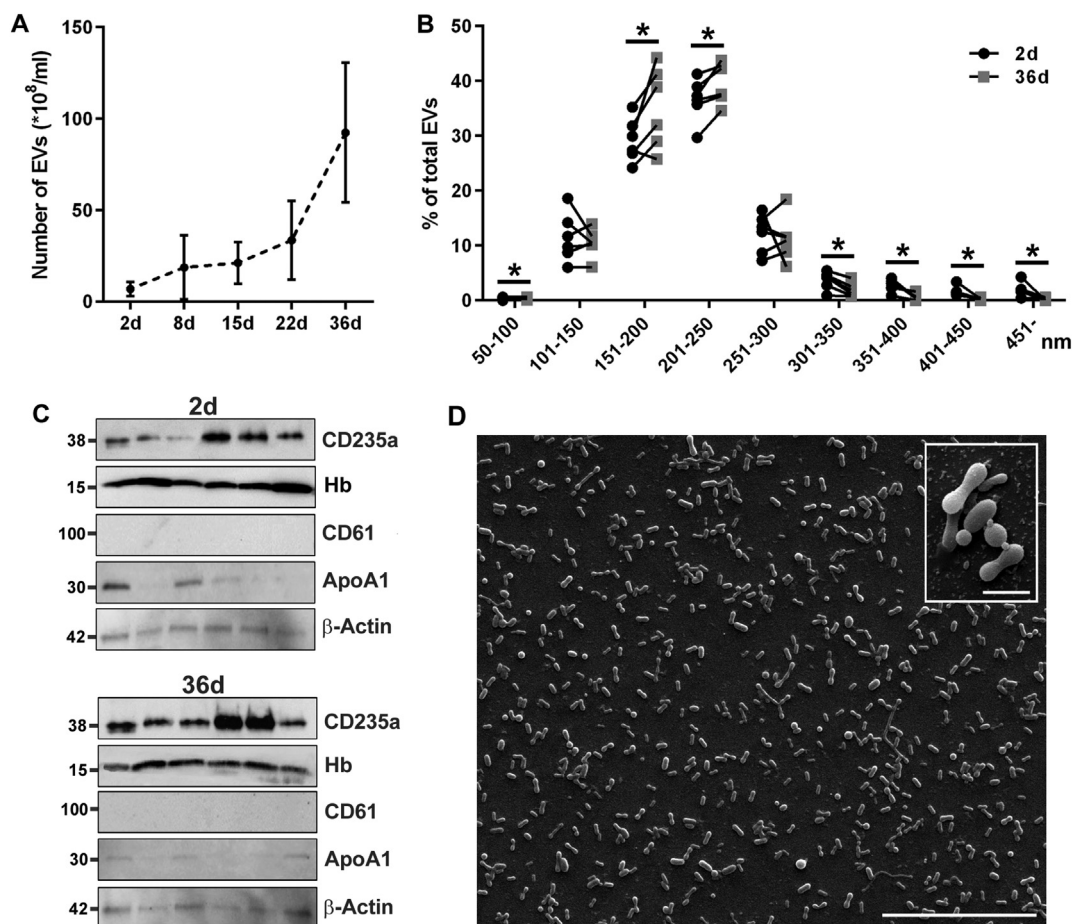 A
Number of EVs (*10⁸/ml)
150
100
50
0
2d 8d 15d 22d 36d
B
% of total EVs
50
40
30
20
10
0
* * * * * * *
2d
36d
50-100 101-150 151-200 201-250 251-300 301-350 351-400 401-450 451- nm
C
2d
38 CD235a
15 Hb
100 CD61
30 ApoA1
42 β-Actin
36d
38 CD235a
15 Hb
100 CD61
30 ApoA1
42 β-Actin
D